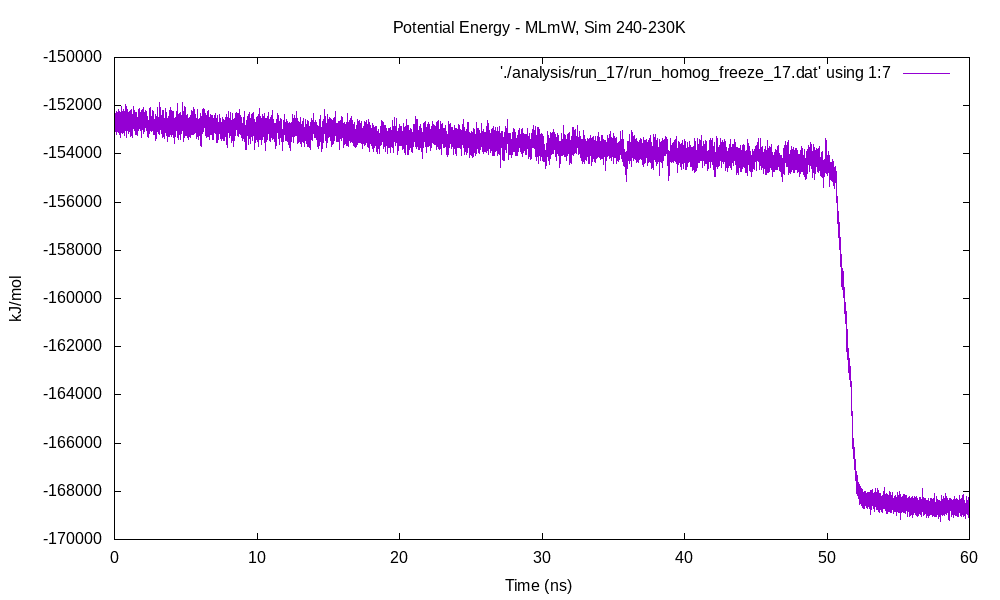 Potential Energy - MLmW, Sim 240-230K
'./analysis/run_17/run_homog_freeze_17.dat' using 1:7
-150000
-152000
-154000
-156000
-158000
-160000
-162000
-164000
-166000
-168000
-170000
kJ/mol
0 10 20 30 40 50 60
Time (ns)